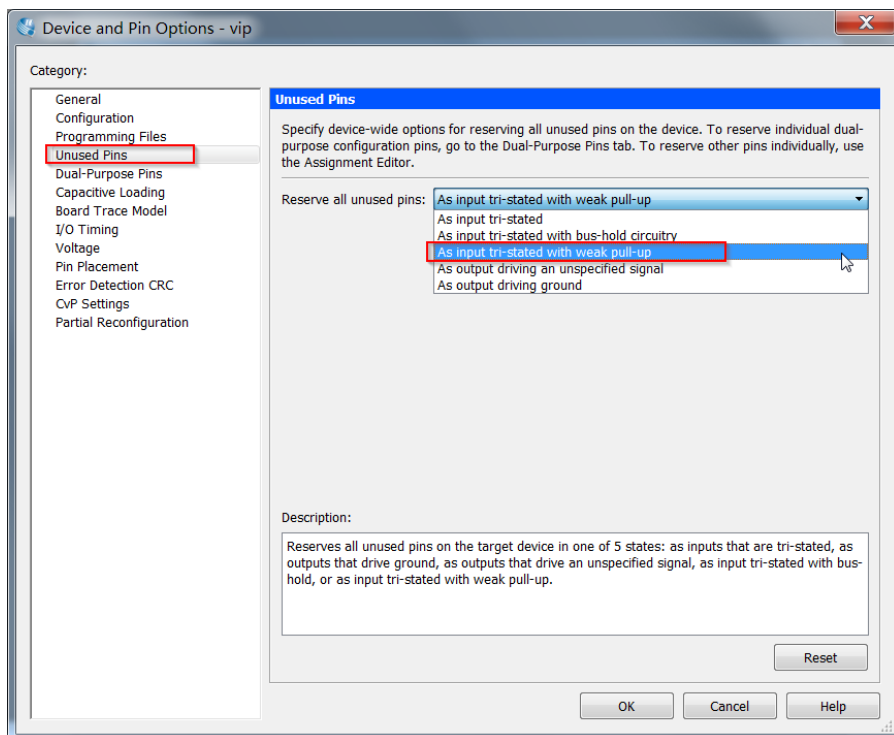 Device and Pin Options - vip
Category:
General
Configuration
Programming Files
Unused Pins
Dual-Purpose Pins
Capacitive Loading
Board Trace Model
I/O Timing
Voltage
Pin Placement
Error Detection CRC
CvP Settings
Partial Reconfiguration
Unused Pins
Specify device-wide options for reserving all unused pins on the device. To reserve individual dual-
purpose configuration pins, go to the Dual-Purpose Pins tab. To reserve other pins individually, use
the Assignment Editor.
Reserve all unused pins: As input tri-stated with weak pull-up
As input tri-stated
As input tri-stated with bus-hold circuitry
As input tri-stated with weak pull-up
As output driving an unspecified signal
As output driving ground
Description:
Reserves all unused pins on the target device in one of 5 states: as inputs that are tri-stated, as
outputs that drive ground, as outputs that drive an unspecified signal, as input tri-stated with bus-
hold, or as input tri-stated with weak pull-up.
Reset
OK Cancel Help